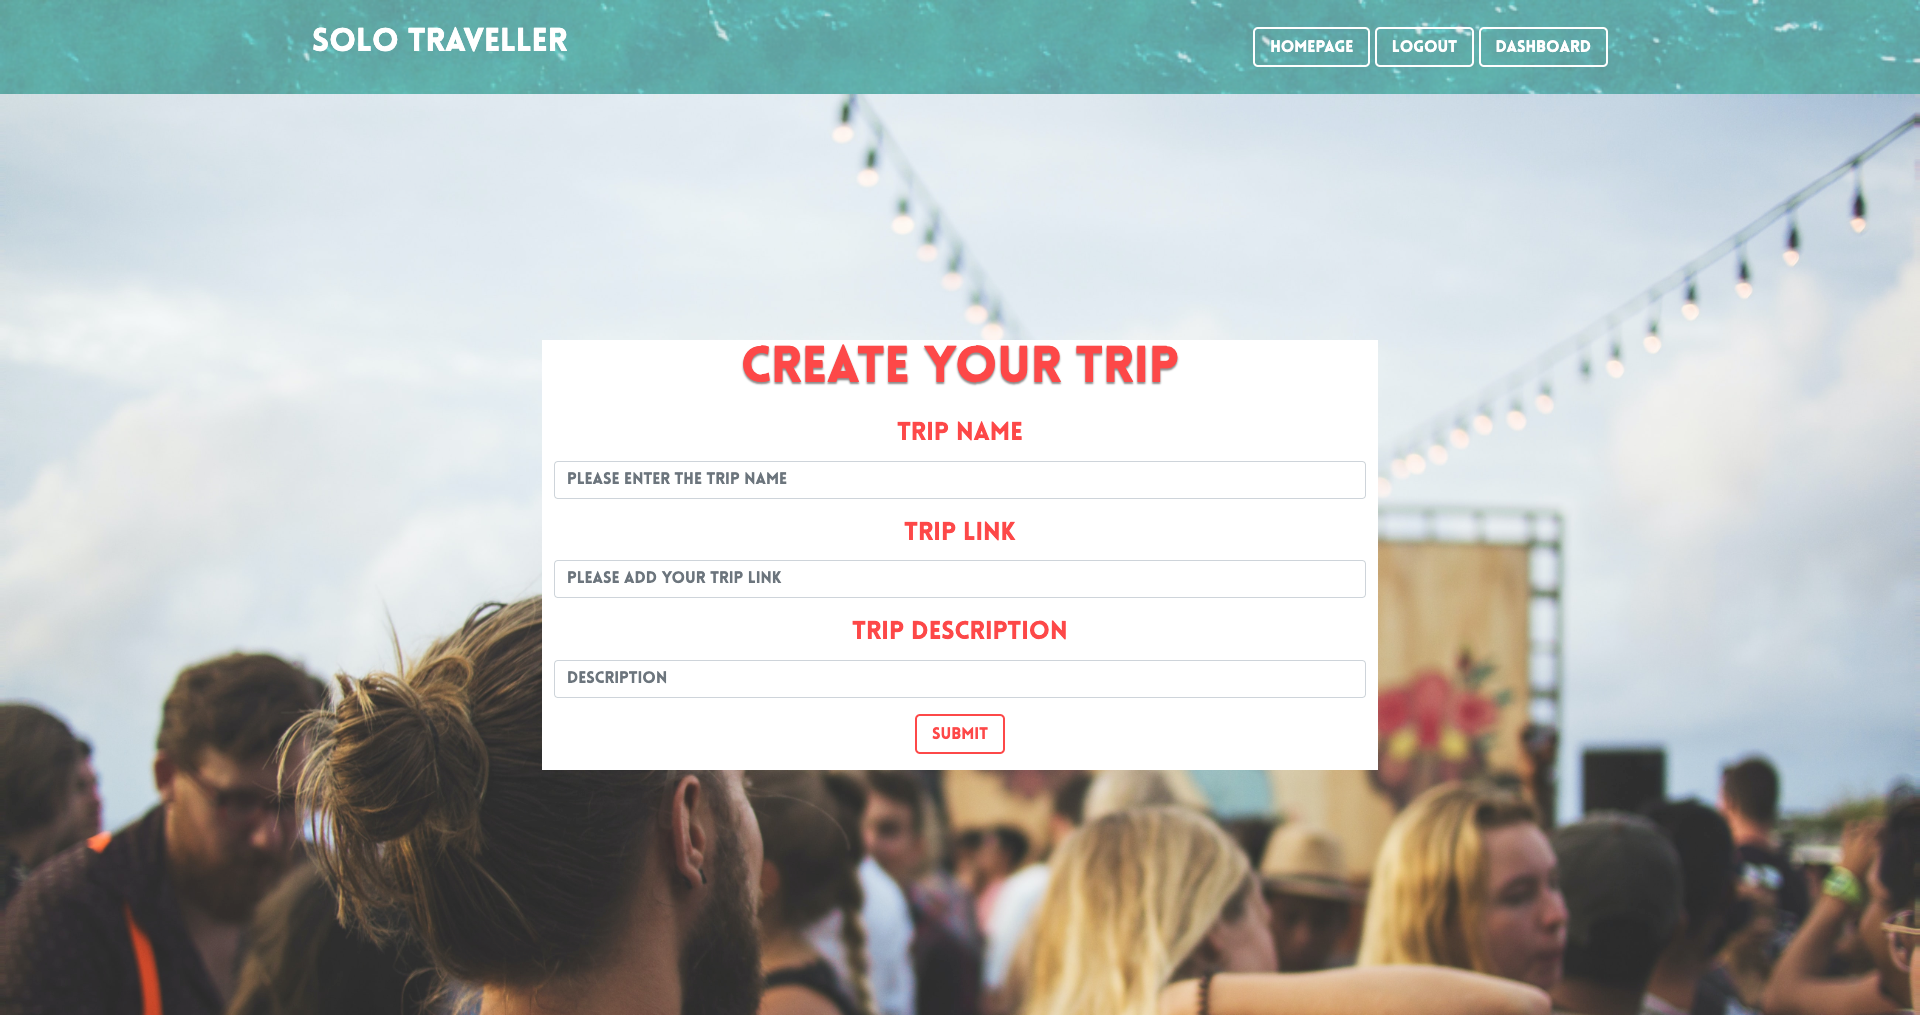 SOLO TRAVELLER
HOMEPAGE LOGOUT DASHBOARD
CREATE YOUR TRIP
TRIP NAME
PLEASE ENTER THE TRIP NAME
TRIP LINK
PLEASE ADD YOUR TRIP LINK
TRIP DESCRIPTION
DESCRIPTION
SUBMIT